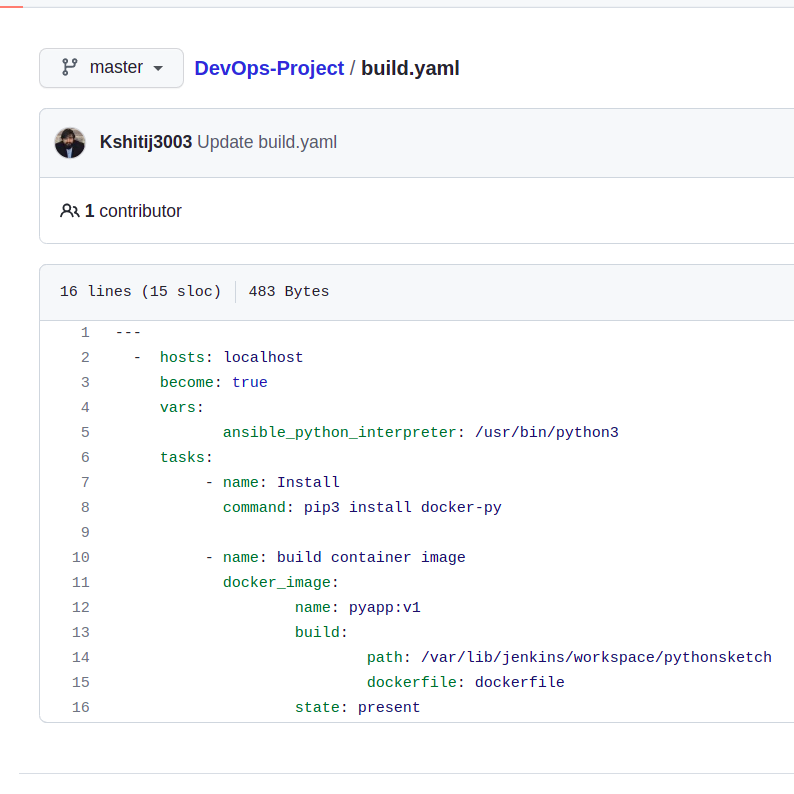 master DevOps-Project / build.yaml
Kshitij3003 Update build.yaml
1 contributor
16 lines (15 sloc) 483 Bytes
1 ---
2   -  hosts: localhost
3      become: true
4      vars:
5             ansible_python_interpreter: /usr/bin/python3
6      tasks:
7           - name: Install
8             command: pip3 install docker-py
9
10           - name: build container image
11             docker_image:
12                     name: pyapp:v1
13                     build:
14                             path: /var/lib/jenkins/workspace/pythonsketch
15                             dockerfile: dockerfile
16                     state: present